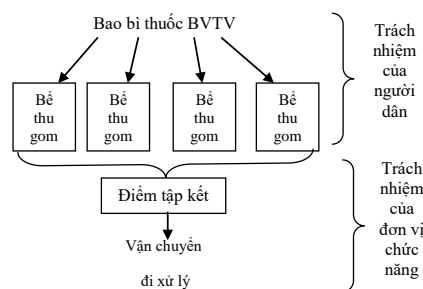 Bao bì thuốc BVTV
Bể
thu
gom
Bể
thu
gom
Bể
thu
gom
Bể
thu
gom
Trách
nhiệm
của
người
dân
Điểm tập kết
Vận chuyển
đi xử lý
Trách
nhiệm
của
đơn vị
chức
năng